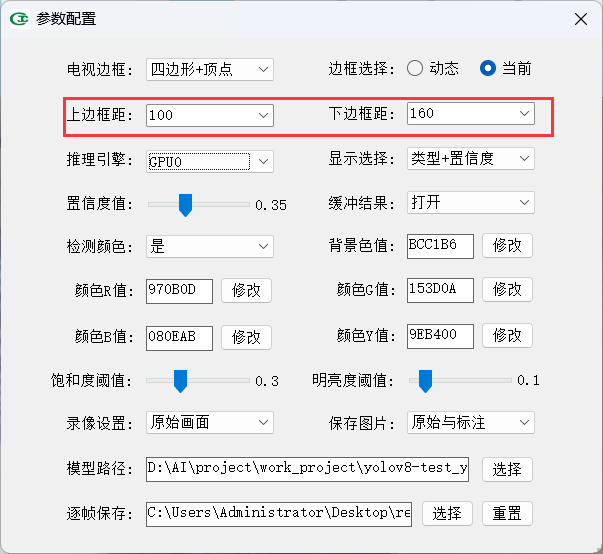 参数配置
电视边框： 四边形+顶点 边框选择： 动态 当前
上边框距： 100 下边框距： 160
推理引擎： GPU0 显示选择： 类型+置信度
置信度值： 0.35 缓冲结果： 打开
检测颜色： 是 背景色值： BCC1B6 修改
颜色R值： 970B0D 修改 颜色G值： 153D0A 修改
颜色B值： 080EAB 修改 颜色Y值： 9EB400 修改
饱和度阈值： 0.3 明亮度阈值： 0.1
录像设置： 原始画面 保存图片： 原始与标注
模型路径： D:\AI\project\work_project\yolov8-test_y 选择
逐帧保存： C:\Users\Administrator\Desktop\re 选择 重置